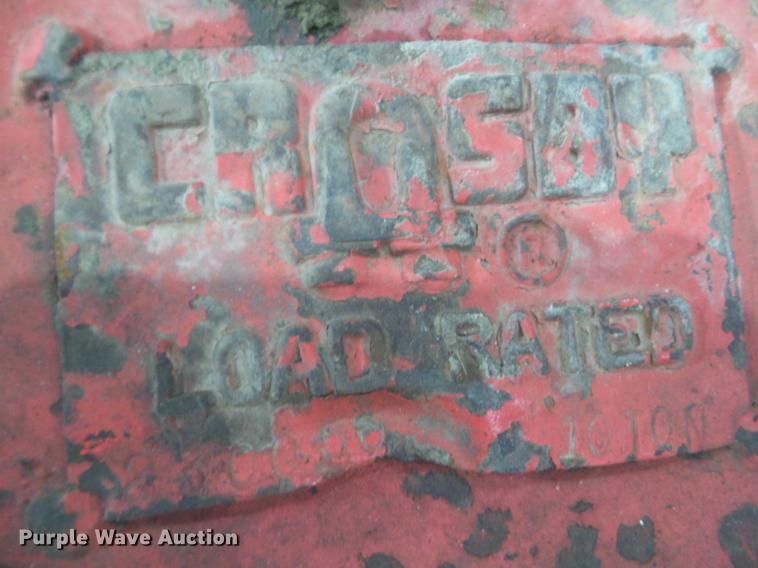 CROSBY
®
LOAD RATED
10 TON
Purple Wave Auction